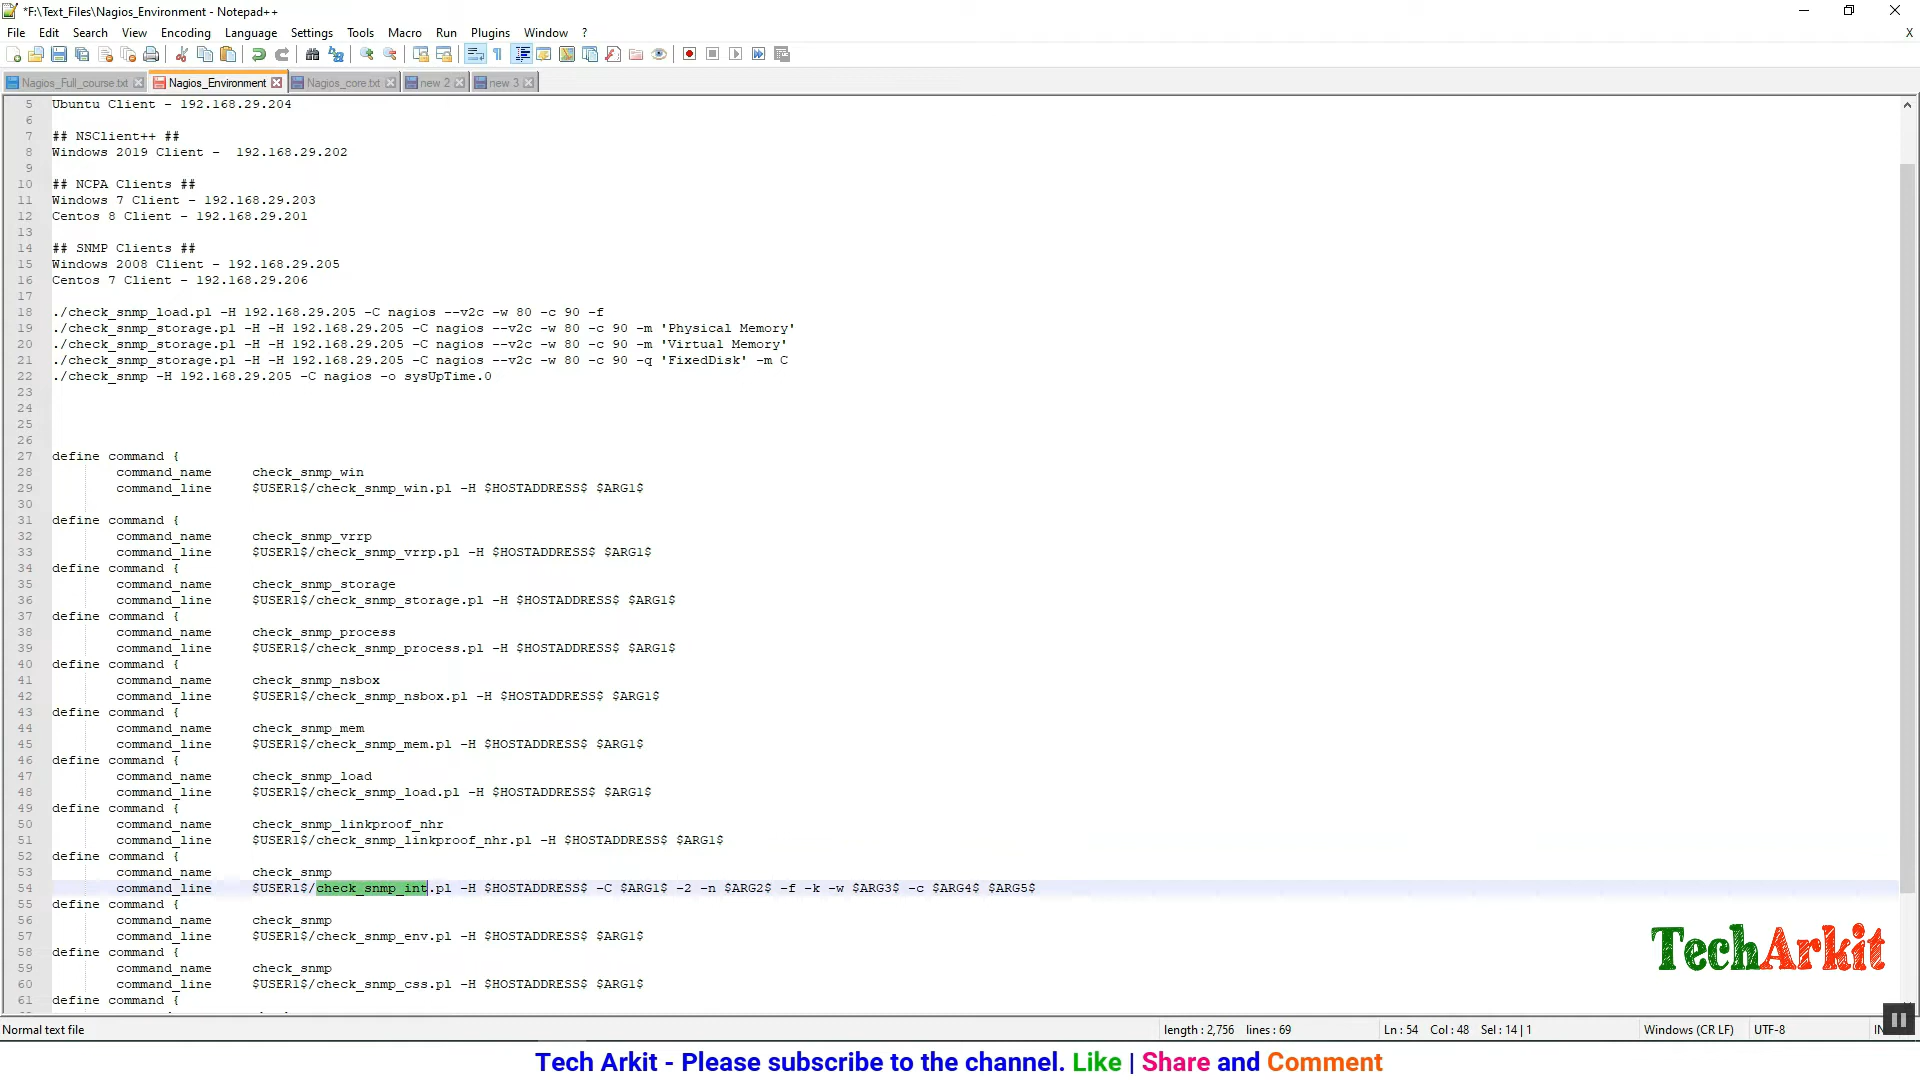 *F:\Text_Files\Nagios_Environment - Notepad++
File Edit Search View Encoding Language Settings Tools Macro Run Plugins Window ? X
Nagios_Full_course.txt Nagios_Environment Nagios_core.txt new 2 new 3
5 Ubuntu Client - 192.168.29.204
6
7 ## NSClient++ ##
8 Windows 2019 Client -  192.168.29.202
9
10 ## NCPA Clients ##
11 Windows 7 Client - 192.168.29.203
12 Centos 8 Client - 192.168.29.201
13
14 ## SNMP Clients ##
15 Windows 2008 Client - 192.168.29.205
16 Centos 7 Client - 192.168.29.206
17
18 ./check_snmp_load.pl -H 192.168.29.205 -C nagios --v2c -w 80 -c 90 -f
19 ./check_snmp_storage.pl -H -H 192.168.29.205 -C nagios --v2c -w 80 -c 90 -m 'Physical Memory'
20 ./check_snmp_storage.pl -H -H 192.168.29.205 -C nagios --v2c -w 80 -c 90 -m 'Virtual Memory'
21 ./check_snmp_storage.pl -H -H 192.168.29.205 -C nagios --v2c -w 80 -c 90 -q 'FixedDisk' -m C
22 ./check_snmp -H 192.168.29.205 -C nagios -o sysUpTime.0
23
24
25
26
27 define command {
28 command_name check_snmp_win
29 command_line $USER1$/check_snmp_win.pl -H $HOSTADDRESS$ $ARG1$
30
31 define command {
32 command_name check_snmp_vrrp
33 command_line $USER1$/check_snmp_vrrp.pl -H $HOSTADDRESS$ $ARG1$
34 define command {
35 command_name check_snmp_storage
36 command_line $USER1$/check_snmp_storage.pl -H $HOSTADDRESS$ $ARG1$
37 define command {
38 command_name check_snmp_process
39 command_line $USER1$/check_snmp_process.pl -H $HOSTADDRESS$ $ARG1$
40 define command {
41 command_name check_snmp_nsbox
42 command_line $USER1$/check_snmp_nsbox.pl -H $HOSTADDRESS$ $ARG1$
43 define command {
44 command_name check_snmp_mem
45 command_line $USER1$/check_snmp_mem.pl -H $HOSTADDRESS$ $ARG1$
46 define command {
47 command_name check_snmp_load
48 command_line $USER1$/check_snmp_load.pl -H $HOSTADDRESS$ $ARG1$
49 define command {
50 command_name check_snmp_linkproof_nhr
51 command_line $USER1$/check_snmp_linkproof_nhr.pl -H $HOSTADDRESS$ $ARG1$
52 define command {
53 command_name check_snmp
54 command_line $USER1$/check_snmp_int.pl -H $HOSTADDRESS$ -C $ARG1$ -2 -n $ARG2$ -f -k -w $ARG3$ -c $ARG4$ $ARG5$
55 define command {
56 command_name check_snmp
57 command_line $USER1$/check_snmp_env.pl -H $HOSTADDRESS$ $ARG1$
58 define command {
59 command_name check_snmp
60 command_line $USER1$/check_snmp_css.pl -H $HOSTADDRESS$ $ARG1$
61 define command {
TechArkit
Normal text file length : 2,756 lines : 69 Ln : 54 Col : 48 Sel : 14 | 1 Windows (CR LF) UTF-8 IN
Tech Arkit - Please subscribe to the channel. Like | Share and Comment